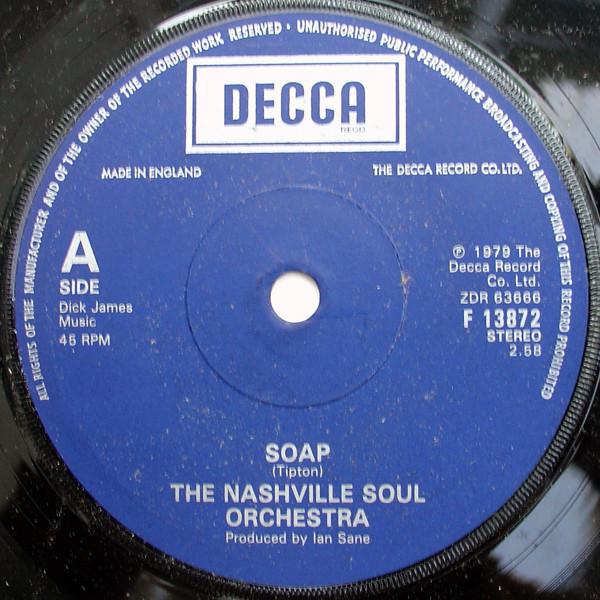 ALL RIGHTS OF THE MANUFACTURER AND OF THE OWNER OF THE RECORDED WORK RESERVED • UNAUTHORISED PUBLIC PERFORMANCE BROADCASTING AND COPYING OF THIS RECORD PROHIBITED
DECCA
REGD
MADE IN ENGLAND
THE DECCA RECORD CO. LTD.
A
SIDE
Dick James
Music
45 RPM
℗ 1979 The
Decca Record
Co. Ltd.
ZDR 63666
F 13872
STEREO
2.58
SOAP
(Tipton)
THE NASHVILLE SOUL
ORCHESTRA
Produced by Ian Sane